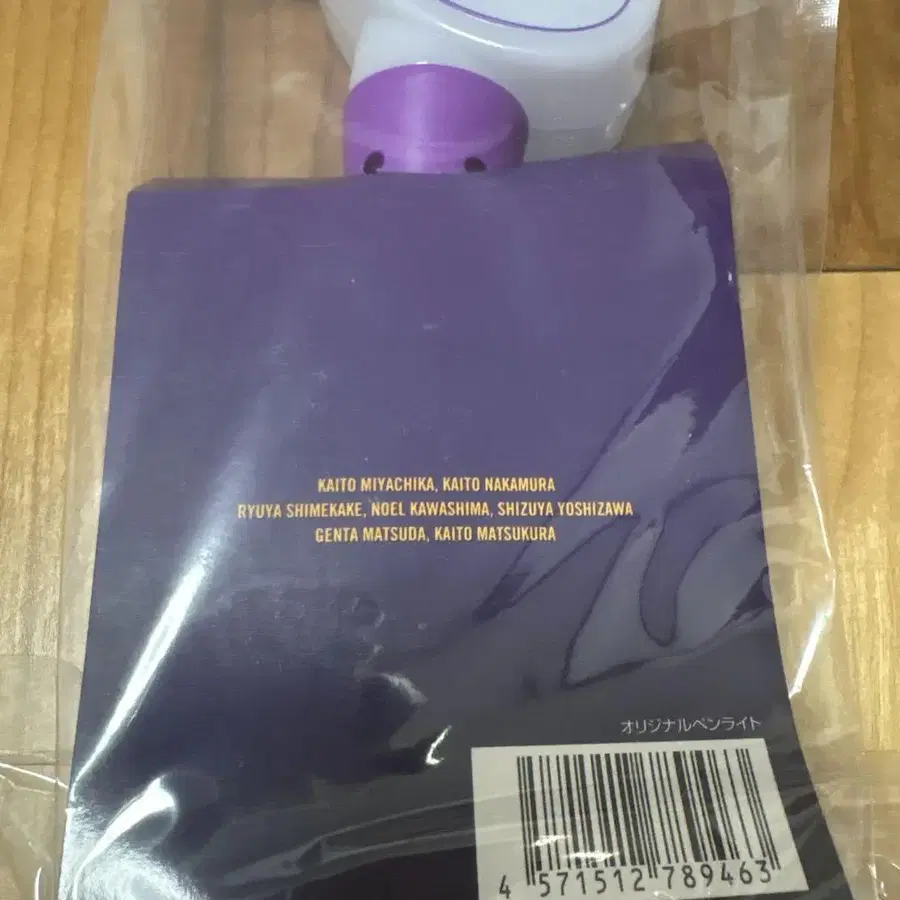 KAITO MIYACHIKA, KAITO NAKAMURA
RYUYA SHIMEKAKE, NOEL KAWASHIMA, SHIZUYA YOSHIZAWA
GENTA MATSUDA, KAITO MATSUKURA
オリジナルペンライト
4 571512 789463